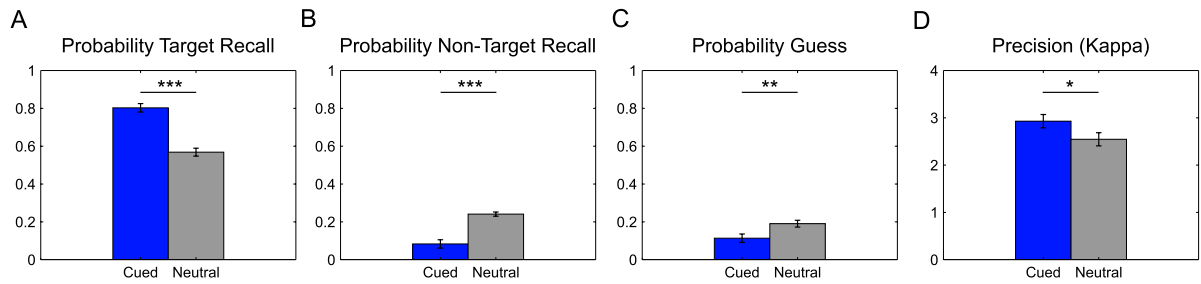 A
Probability Target Recall
1
0.8
0.6
0.4
0.2
0
***
Cued Neutral
B
Probability Non-Target Recall
1
0.8
0.6
0.4
0.2
0
***
Cued Neutral
C
Probability Guess
1
0.8
0.6
0.4
0.2
0
**
Cued Neutral
D
Precision (Kappa)
4
3
2
1
0
*
Cued Neutral